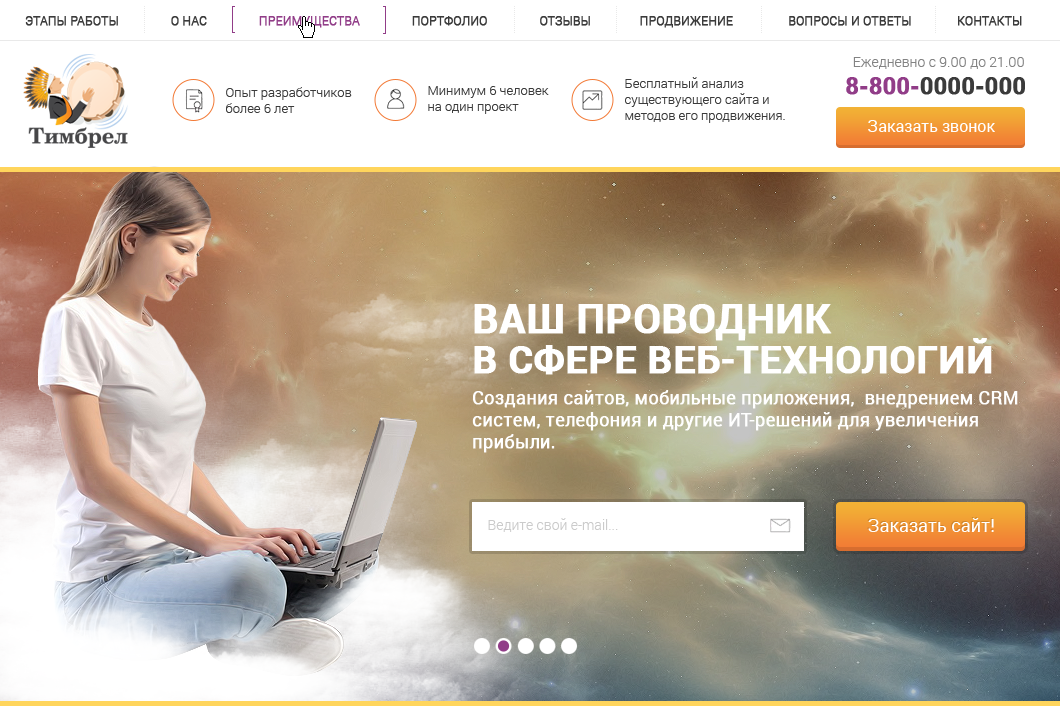 ЭТАПЫ РАБОТЫ
О НАС
ПРЕИМУЩЕСТВА
ПОРТФОЛИО
ОТЗЫВЫ
ПРОДВИЖЕНИЕ
ВОПРОСЫ И ОТВЕТЫ
КОНТАКТЫ
Тимбрел
Опыт разработчиков
более 6 лет
Минимум 6 человек
на один проект
Бесплатный анализ
существующего сайта и
методов его продвижения.
Ежедневно с 9.00 до 21.00
8-800-0000-000
Заказать звонок
ВАШ ПРОВОДНИК
В СФЕРЕ ВЕБ-ТЕХНОЛОГИЙ
Создания сайтов, мобильные приложения,  внедрением CRM
систем, телефония и другие ИТ-решений для увеличения
прибыли.
Ведите свой e-mail...
Заказать сайт!